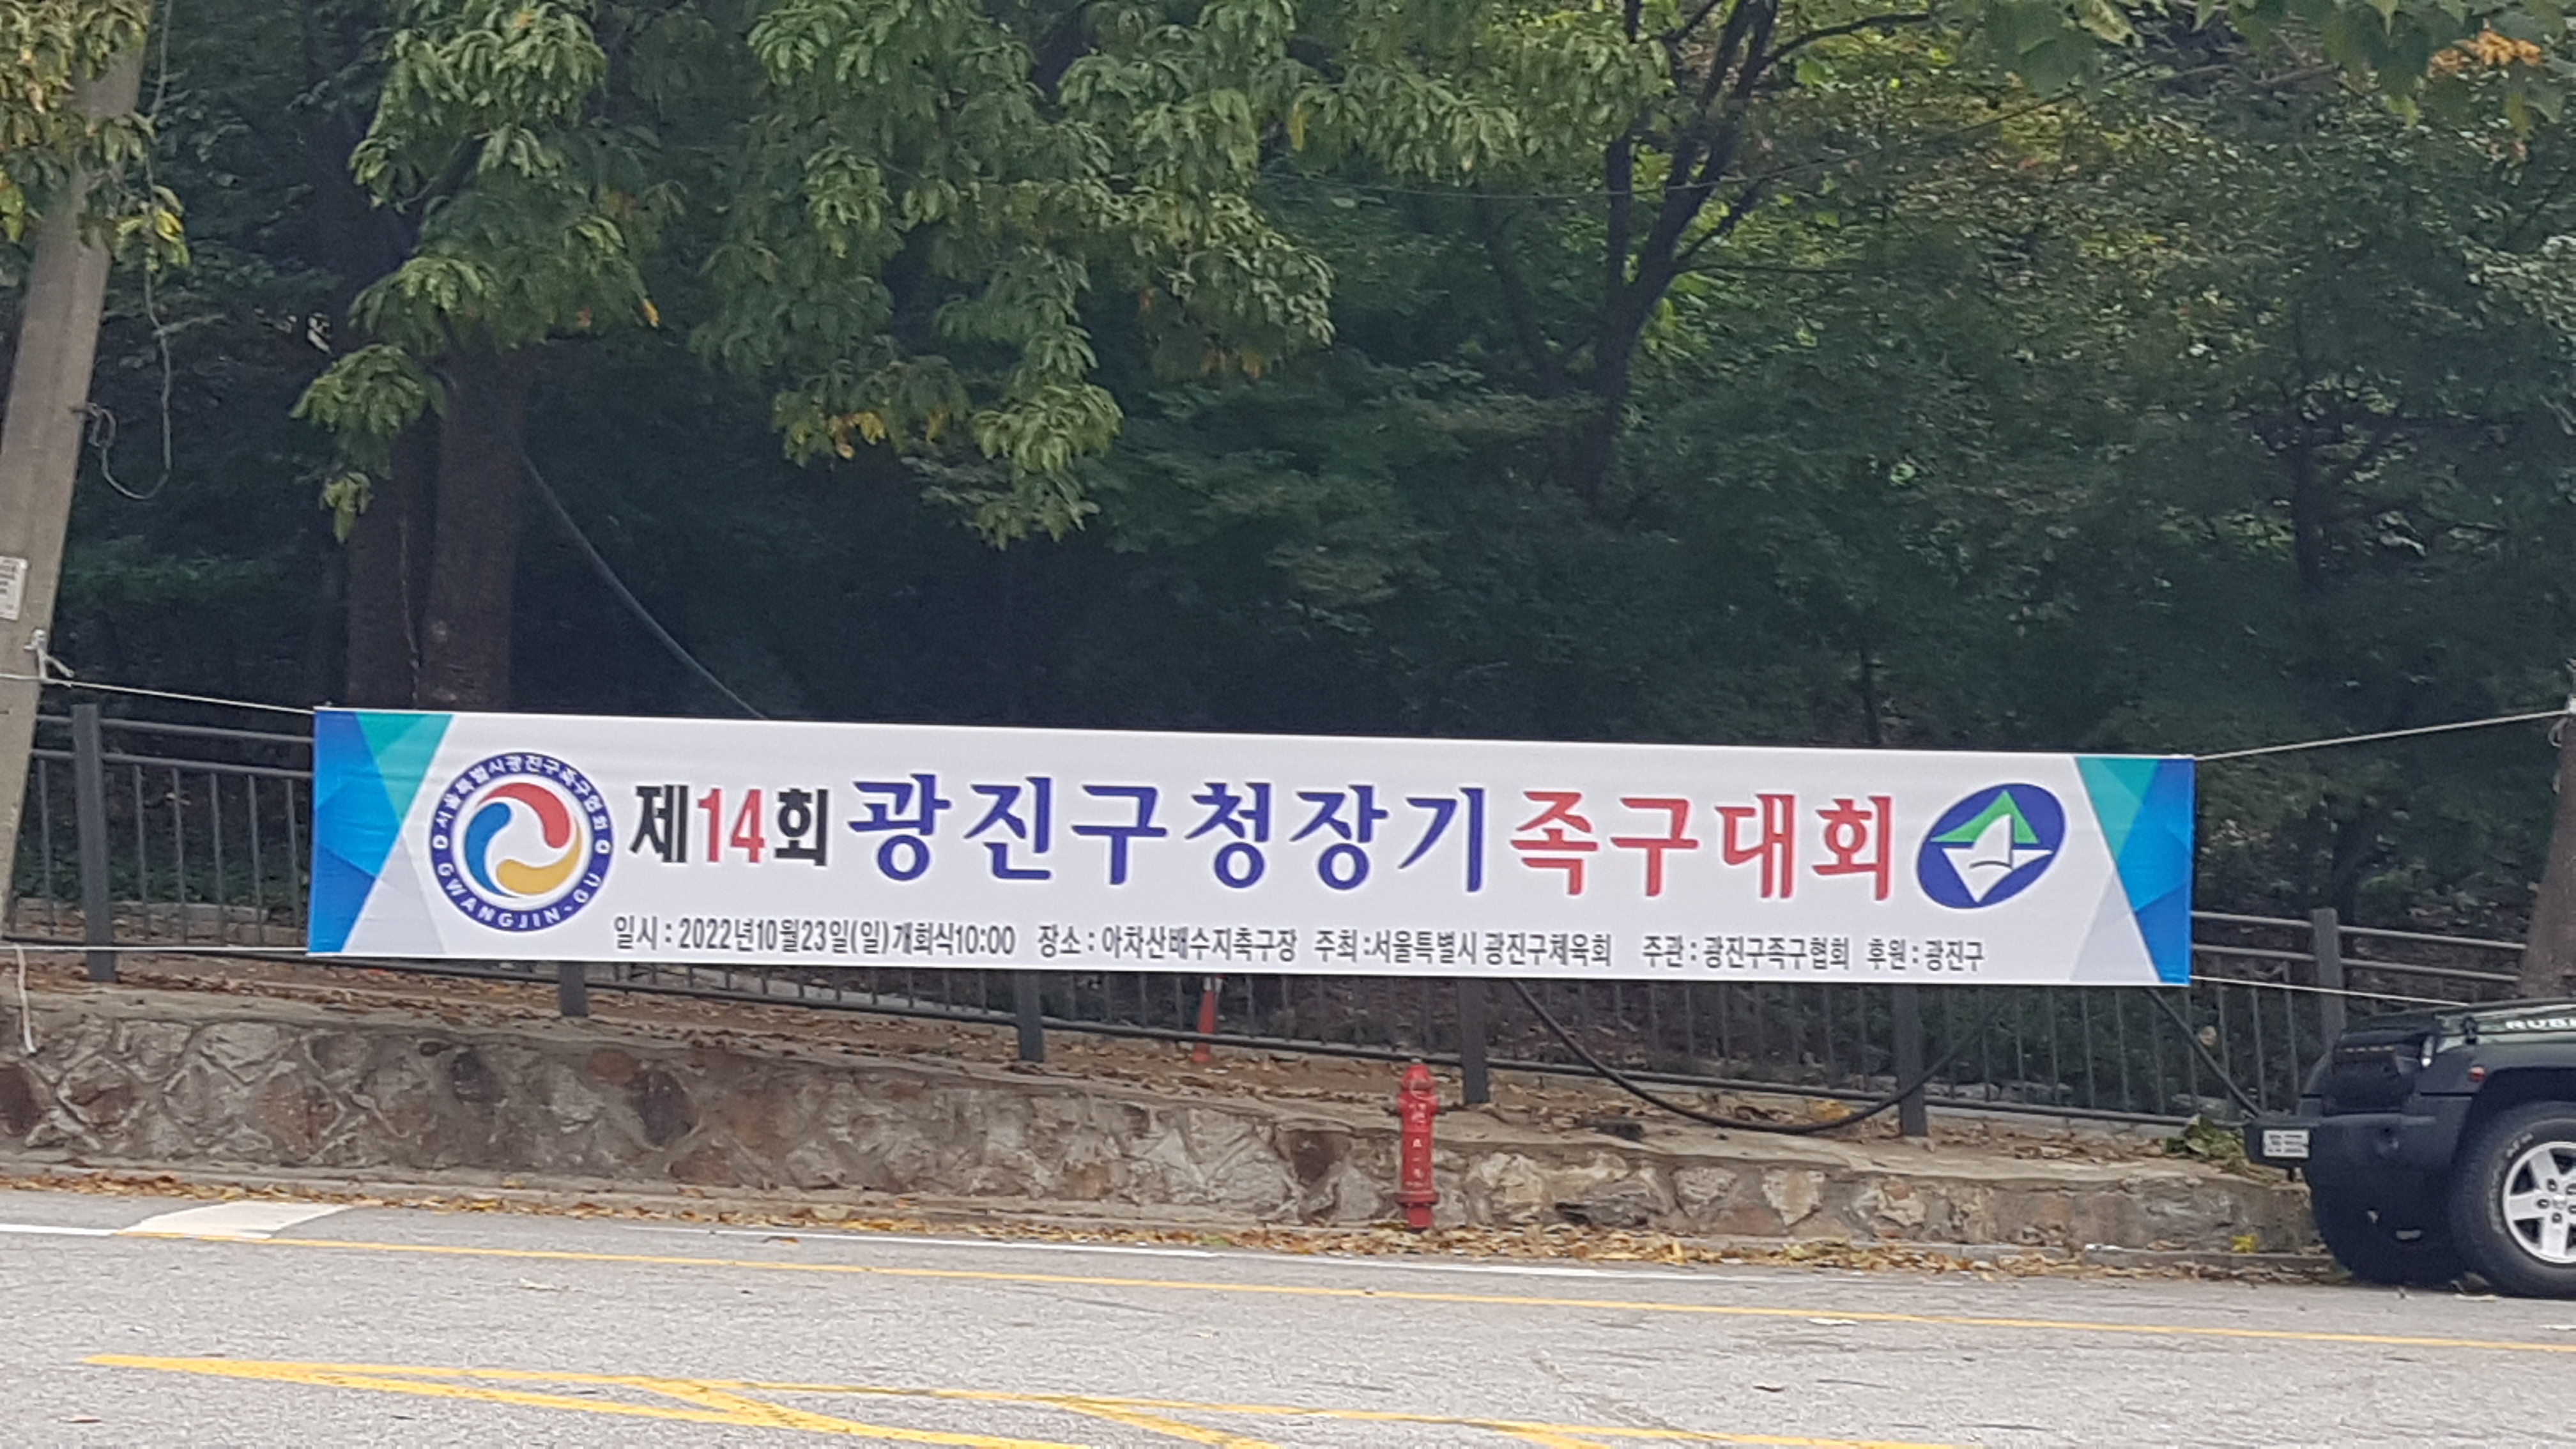 서울특별시광진구족구협회
GWANGJIN-GU
제14회 광진구청장기족구대회
일시 : 2022년10월23일(일)개회식10:00 장소 : 아차산배수지축구장 주최 :서울특별시 광진구체육회 주관 : 광진구족구협회 후원 : 광진구